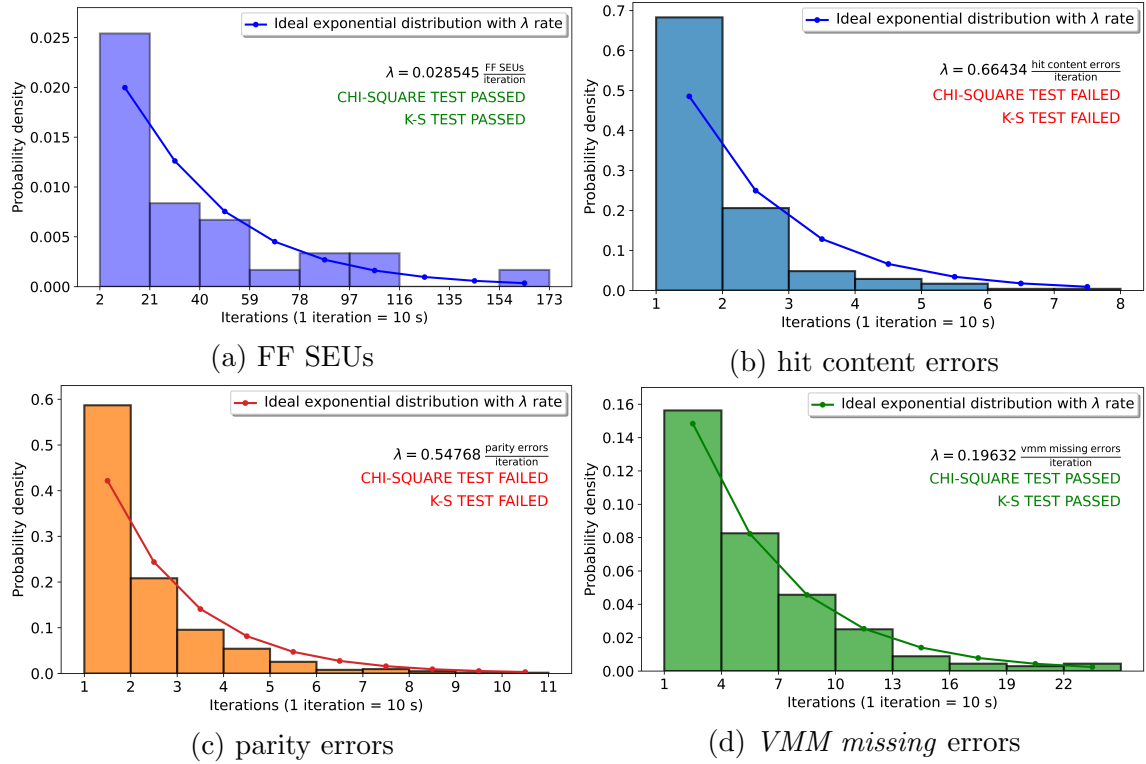 Ideal exponential distribution with λ rate
λ = 0.028545 FF SEUs/iteration
CHI-SQUARE TEST PASSED
K-S TEST PASSED
Probability density
0.025
0.020
0.015
0.010
0.005
0.000
2 21 40 59 78 97 116 135 154 173
Iterations (1 iteration = 10 s)
(a) FF SEUs
Ideal exponential distribution with λ rate
λ = 0.66434 hit content errors/iteration
CHI-SQUARE TEST FAILED
K-S TEST FAILED
Probability density
0.7
0.6
0.5
0.4
0.3
0.2
0.1
0.0
1 2 3 4 5 6 7 8
Iterations (1 iteration = 10 s)
(b) hit content errors
Ideal exponential distribution with λ rate
λ = 0.54768 parity errors/iteration
CHI-SQUARE TEST FAILED
K-S TEST FAILED
Probability density
0.6
0.5
0.4
0.3
0.2
0.1
0.0
1 2 3 4 5 6 7 8 9 10 11
Iterations (1 iteration = 10 s)
(c) parity errors
Ideal exponential distribution with λ rate
λ = 0.19632 vmm missing errors/iteration
CHI-SQUARE TEST PASSED
K-S TEST PASSED
Probability density
0.16
0.14
0.12
0.10
0.08
0.06
0.04
0.02
0.00
1 4 7 10 13 16 19 22
Iterations (1 iteration = 10 s)
(d) VMM missing errors